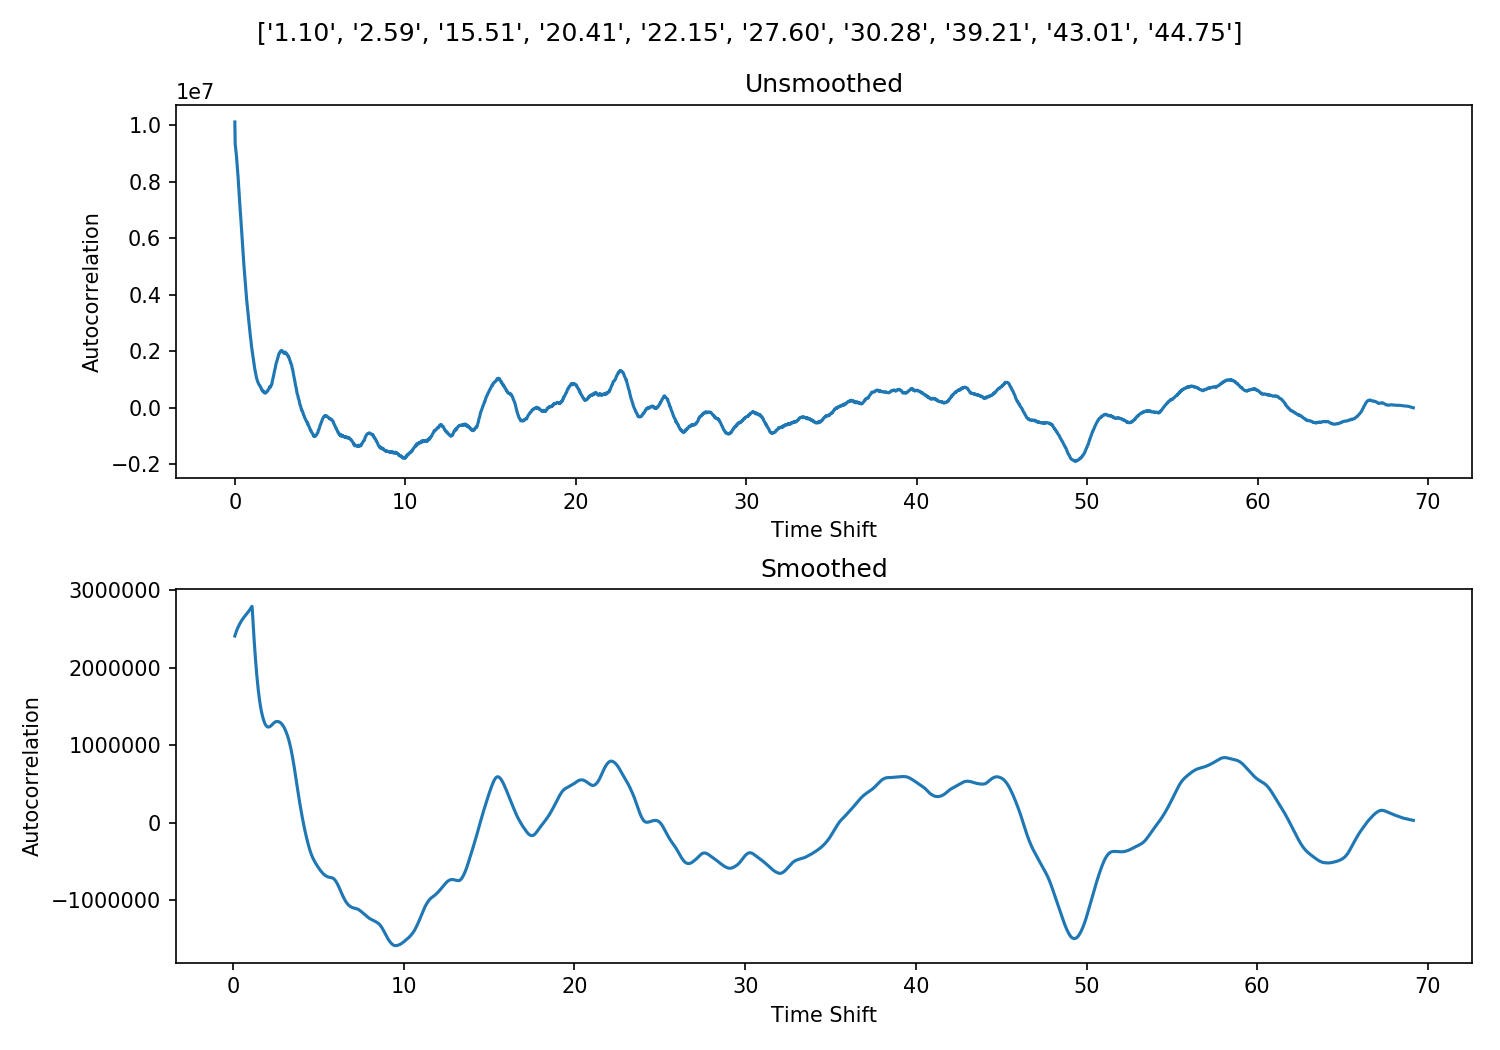 ['1.10', '2.59', '15.51', '20.41', '22.15', '27.60', '30.28', '39.21', '43.01', '44.75']
Unsmoothed
1e7
1.0
0.8
0.6
0.4
0.2
0.0
−0.2
Autocorrelation
0 10 20 30 40 50 60 70
Time Shift
Smoothed
3000000
2000000
1000000
0
−1000000
Autocorrelation
0 10 20 30 40 50 60 70
Time Shift